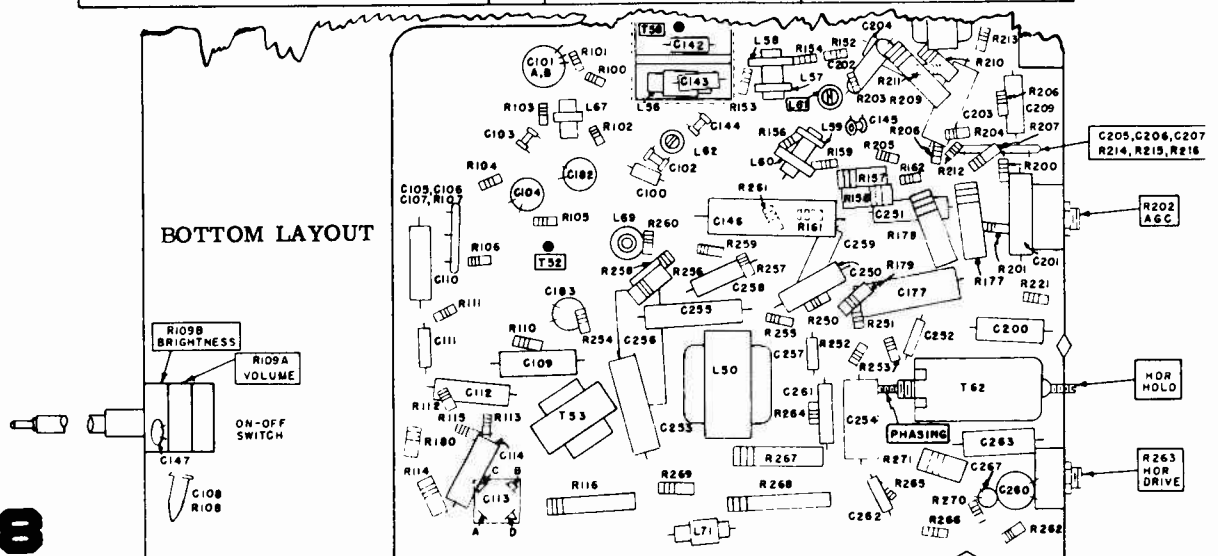 T50
C142
C143
L56
L58
R154
R152
C204
R213
C101
A,B
R101
R100
C202
L57
R211
R210
R153
L61
R203
R209
C203
R206
C209
R103
L67
C103
R102
C144
L62
R156
L59
C145
R206
R204
R207
C205, C206, C207
R214, R215, R216
R104
C182
C102
C100
L60
R159
R205
R162
R212
R200
C105, C106
C107, R107
C104
R261
R157
R158
R202
AGC
BOTTOM LAYOUT
R105
L69
R260
C146
R161
C251
R178
R106
T52
R259
C259
R201
C201
C110
R258
R256
R257
C250
R179
R177
C258
C177
R221
R111
C183
C255
R255
R250
R251
R109B
BRIGHTNESS
R110
R254
C256
C257
R252
C252
C200
C111
R109A
VOLUME
C109
R253
L50
T62
HOR
HOLD
C112
C261
R112
R113
T53
R264
C254
ON-OFF
SWITCH
R115
C253
PHASING
C263
R180
C114
C147
R267
R271
C267
R263
HOR
DRIVE
R114
C
B
C108
R108
C113
R116
R269
R268
R265
R270
C260
A
D
L71
C262
R266
R262
8